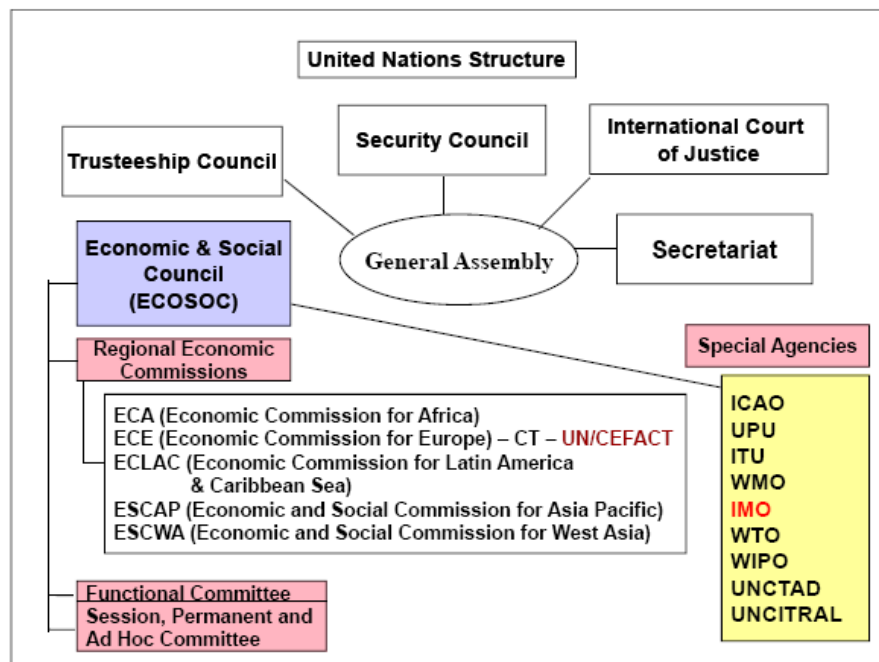 United Nations Structure
Trusteeship Council
Security Council
International Court
of Justice
Economic & Social
Council
(ECOSOC)
General Assembly
Secretariat
Regional Economic
Commissions
Special Agencies
ECA (Economic Commission for Africa)
ECE (Economic Commission for Europe) – CT – UN/CEFACT
ECLAC (Economic Commission for Latin America
& Caribbean Sea)
ESCAP (Economic and Social Commission for Asia Pacific)
ESCWA (Economic and Social Commission for West Asia)
ICAO
UPU
ITU
WMO
IMO
WTO
WIPO
UNCTAD
UNCITRAL
Functional Committee
Session, Permanent and
Ad Hoc Committee